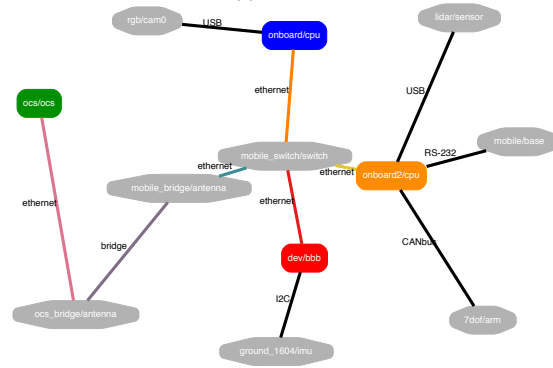 lidar/sensor
rgb/cam0
USB
onboard/cpu
ethernet
USB
ocs/ocs
mobile/base
RS-232
mobile_switch/switch
ethernet
ethernet
onboard2/cpu
mobile_bridge/antenna
ethernet
ethernet
bridge
CANbus
dev/bbb
I2C
ocs_bridge/antenna
7dof/arm
ground_1604/imu